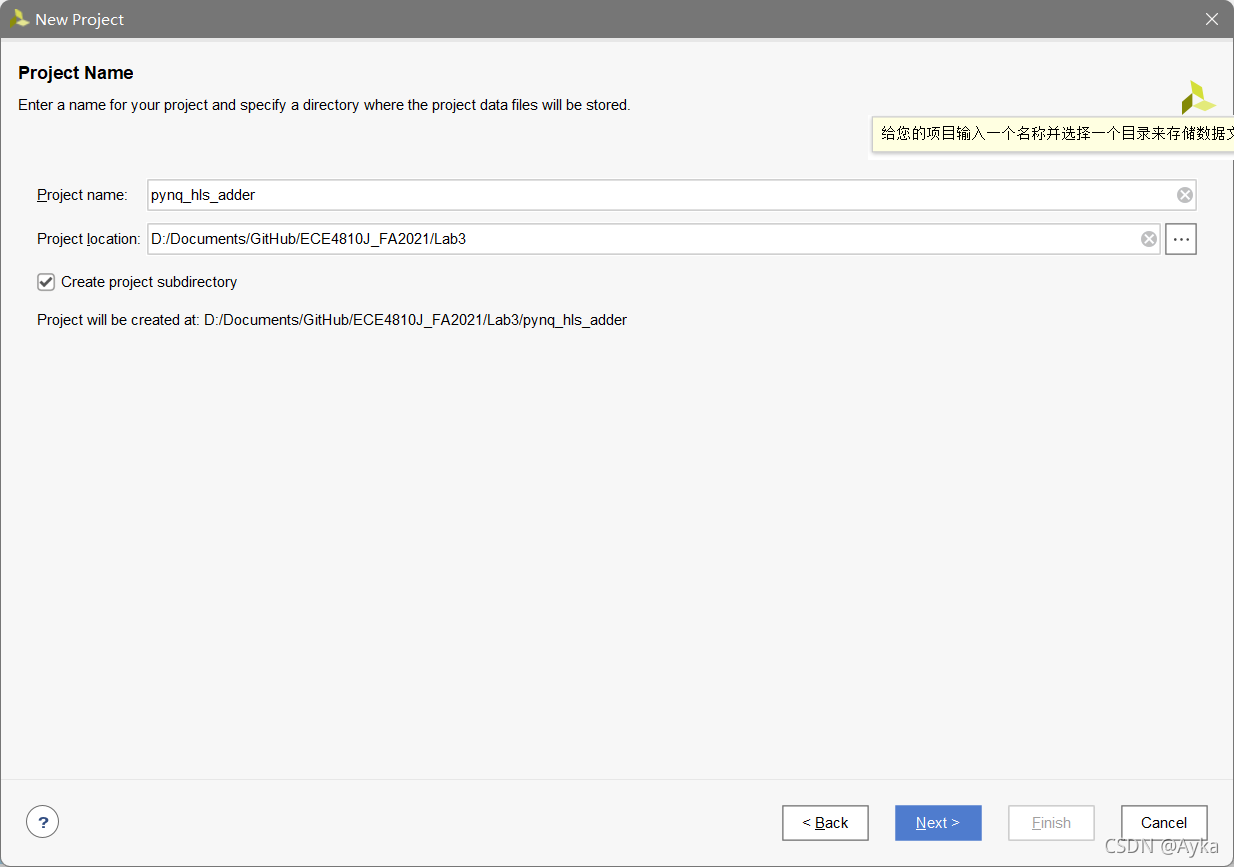 New Project
Project Name
Enter a name for your project and specify a directory where the project data files will be stored.
给您的项目输入一个名称并选择一个目录来存储数据
Project name: pynq_hls_adder
Project location: D:/Documents/GitHub/ECE4810J_FA2021/Lab3
Create project subdirectory
Project will be created at: D:/Documents/GitHub/ECE4810J_FA2021/Lab3/pynq_hls_adder
? < Back Next > Finish Cancel
CSDN @Ayka